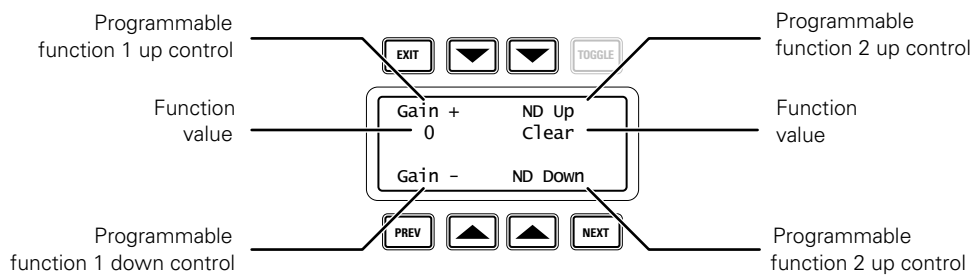 Programmable
function 1 up control
Programmable
function 2 up control
EXIT
TOGGLE
Function
value
Gain + ND Up
0 Clear
Gain - ND Down
Function
value
PREV
NEXT
Programmable
function 1 down control
Programmable
function 2 up control